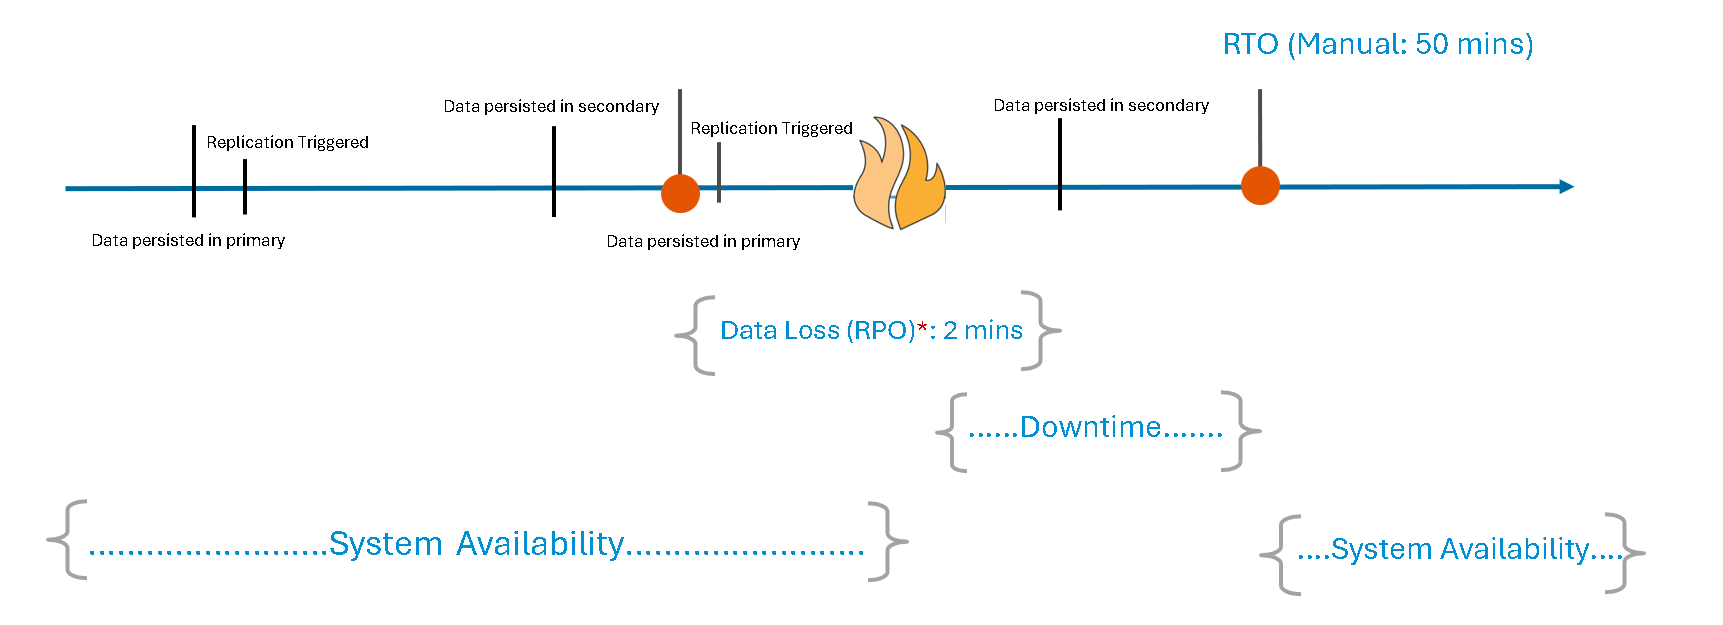 RTO (Manual: 50 mins)
Data persisted in secondary
Data persisted in secondary
Replication Triggered
Replication Triggered
Data persisted in primary
Data persisted in primary
Data Loss (RPO)*: 2 mins
......Downtime.......
.........................System Availability.........................
....System Availability....